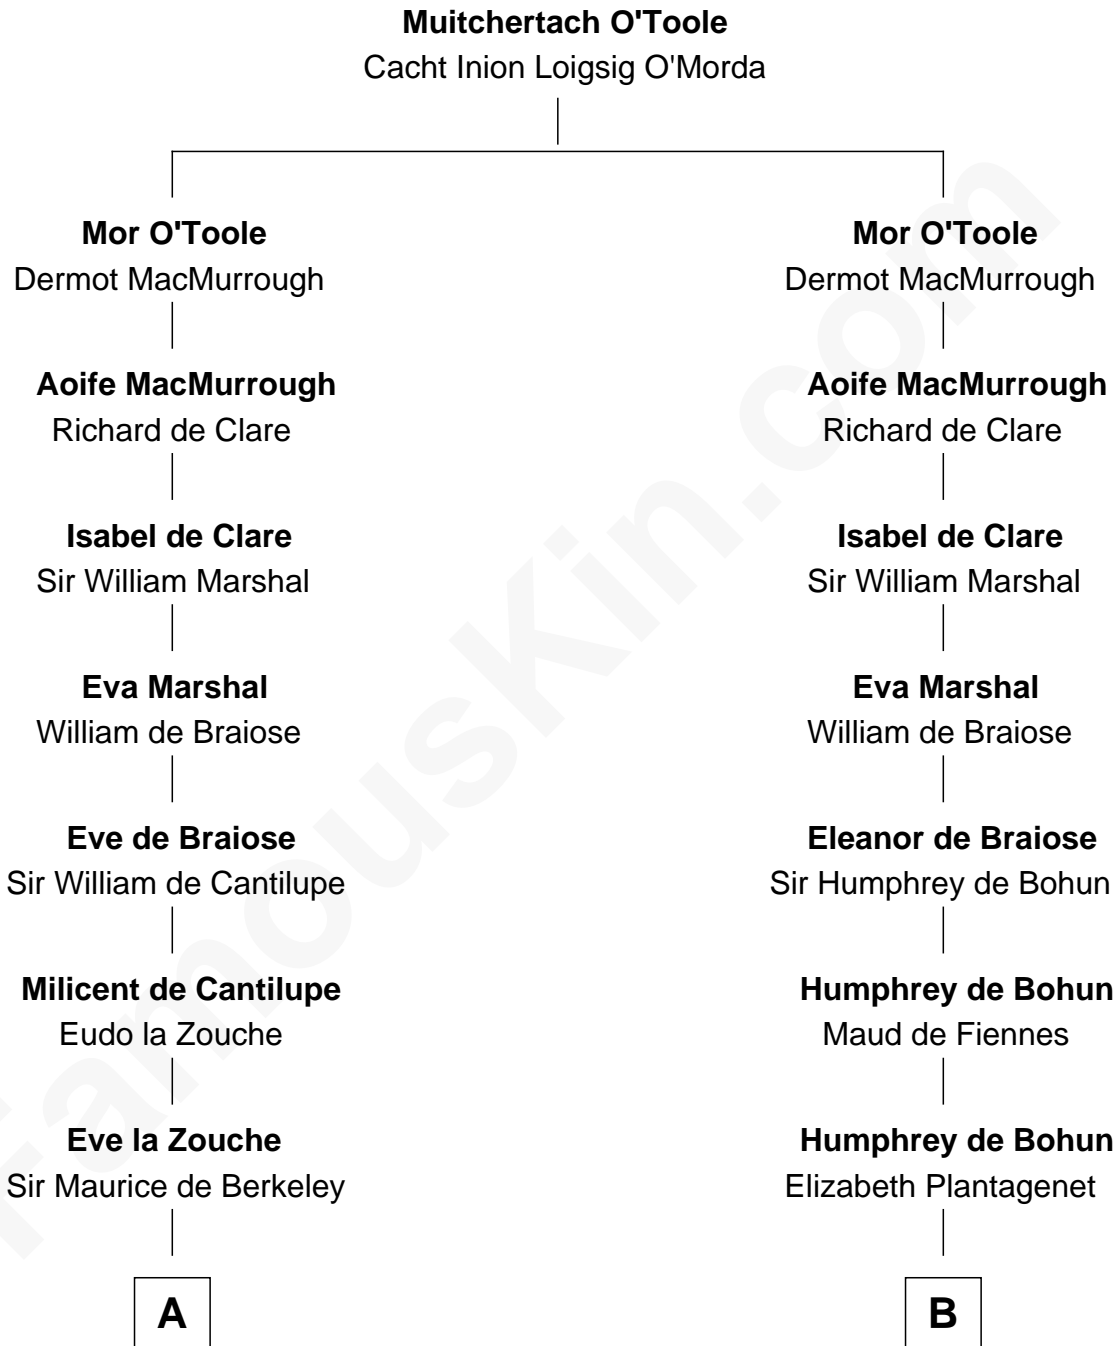 Muitchertach O'Toole
Cacht Inion Loigsig O'Morda
Mor O'Toole
Dermot MacMurrough
Aoife MacMurrough
Richard de Clare
Isabel de Clare
Sir William Marshal
Eva Marshal
William de Braiose
Eve de Braiose
Sir William de Cantilupe
Milicent de Cantilupe
Eudo la Zouche
Eve la Zouche
Sir Maurice de Berkeley
A
Mor O'Toole
Dermot MacMurrough
Aoife MacMurrough
Richard de Clare
Isabel de Clare
Sir William Marshal
Eva Marshal
William de Braiose
Eleanor de Braiose
Sir Humphrey de Bohun
Humphrey de Bohun
Maud de Fiennes
Humphrey de Bohun
Elizabeth Plantagenet
B
FamousKin.com